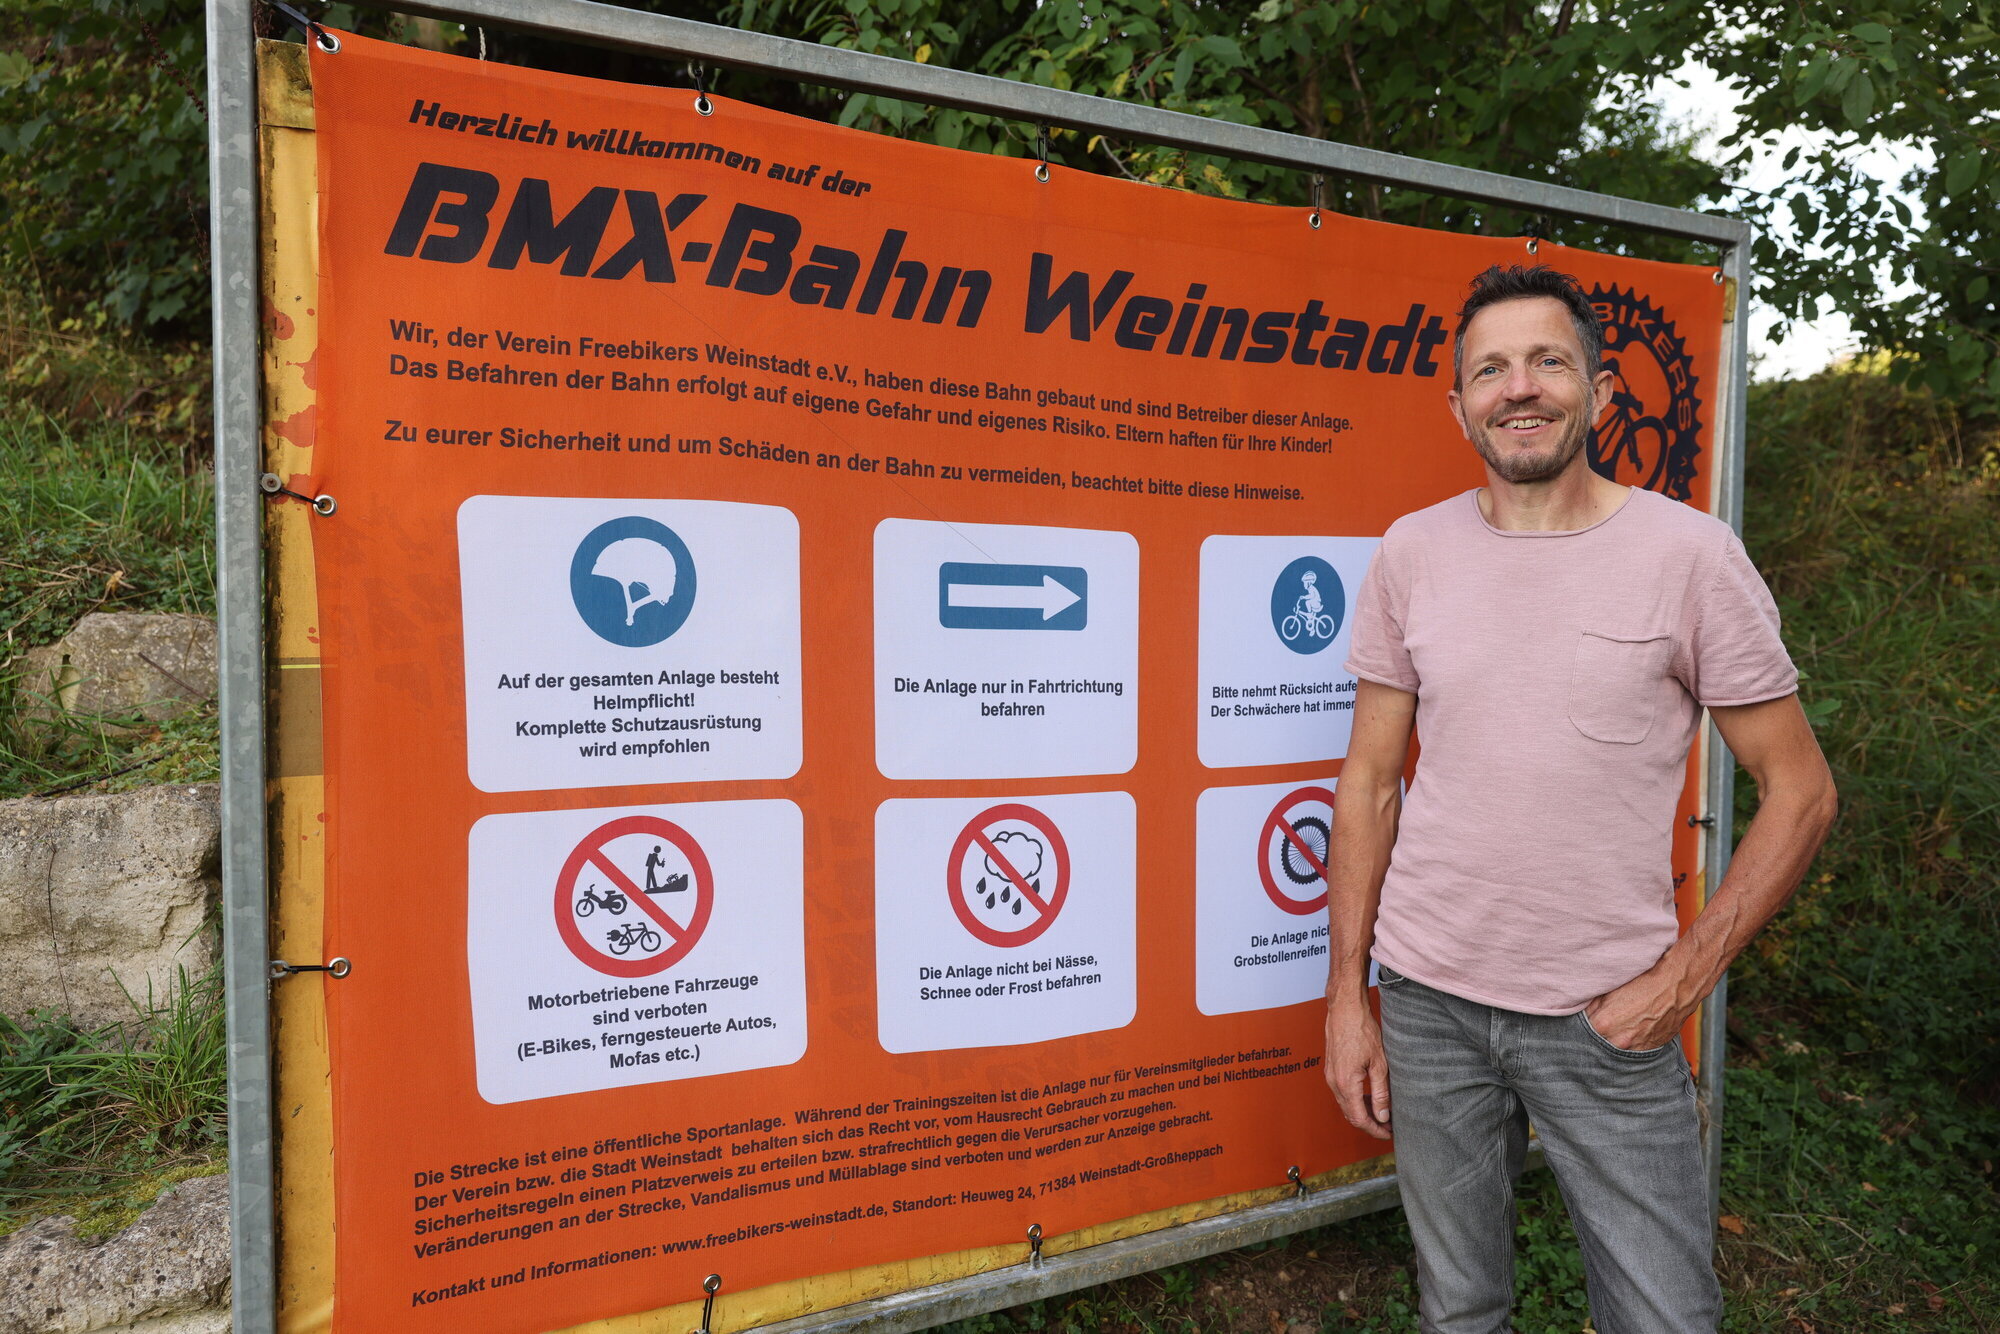 Herzlich willkommen auf der
BMX-Bahn Weinstadt
BIKERS
Wir, der Verein Freebikers Weinstadt e.V., haben diese Bahn gebaut und sind Betreiber dieser Anlage.
Das Befahren der Bahn erfolgt auf eigene Gefahr und eigenes Risiko. Eltern haften für Ihre Kinder!
Zu eurer Sicherheit und um Schäden an der Bahn zu vermeiden, beachtet bitte diese Hinweise.
Auf der gesamten Anlage besteht
Helmpflicht!
Komplette Schutzausrüstung
wird empfohlen
Die Anlage nur in Fahrtrichtung
befahren
Bitte nehmt Rücksicht
Der Schwächere hat immer
Motorbetriebene Fahrzeuge
sind verboten
(E-Bikes, ferngesteuerte Autos,
Mofas etc.)
Die Anlage nicht bei Nässe,
Schnee oder Frost befahren
Die Anlage
Grobstollenreifen
Die Strecke ist eine öffentliche Sportanlage. Während der Trainingszeiten ist die Anlage nur für Vereinsmitglieder befahrbar.
Der Verein bzw. die Stadt Weinstadt behalten sich das Recht vor, vom Hausrecht Gebrauch zu machen und bei Nichtbeachten der
Sicherheitsregeln einen Platzverweis zu erteilen bzw. strafrechtlich gegen die Verursacher vorzugehen.
Veränderungen an der Strecke, Vandalismus und Müllablage sind verboten und werden zur Anzeige gebracht.
Kontakt und Informationen: www.freebikers-weinstadt.de, Standort: Heuweg 24, 71384 Weinstadt-Großheppach